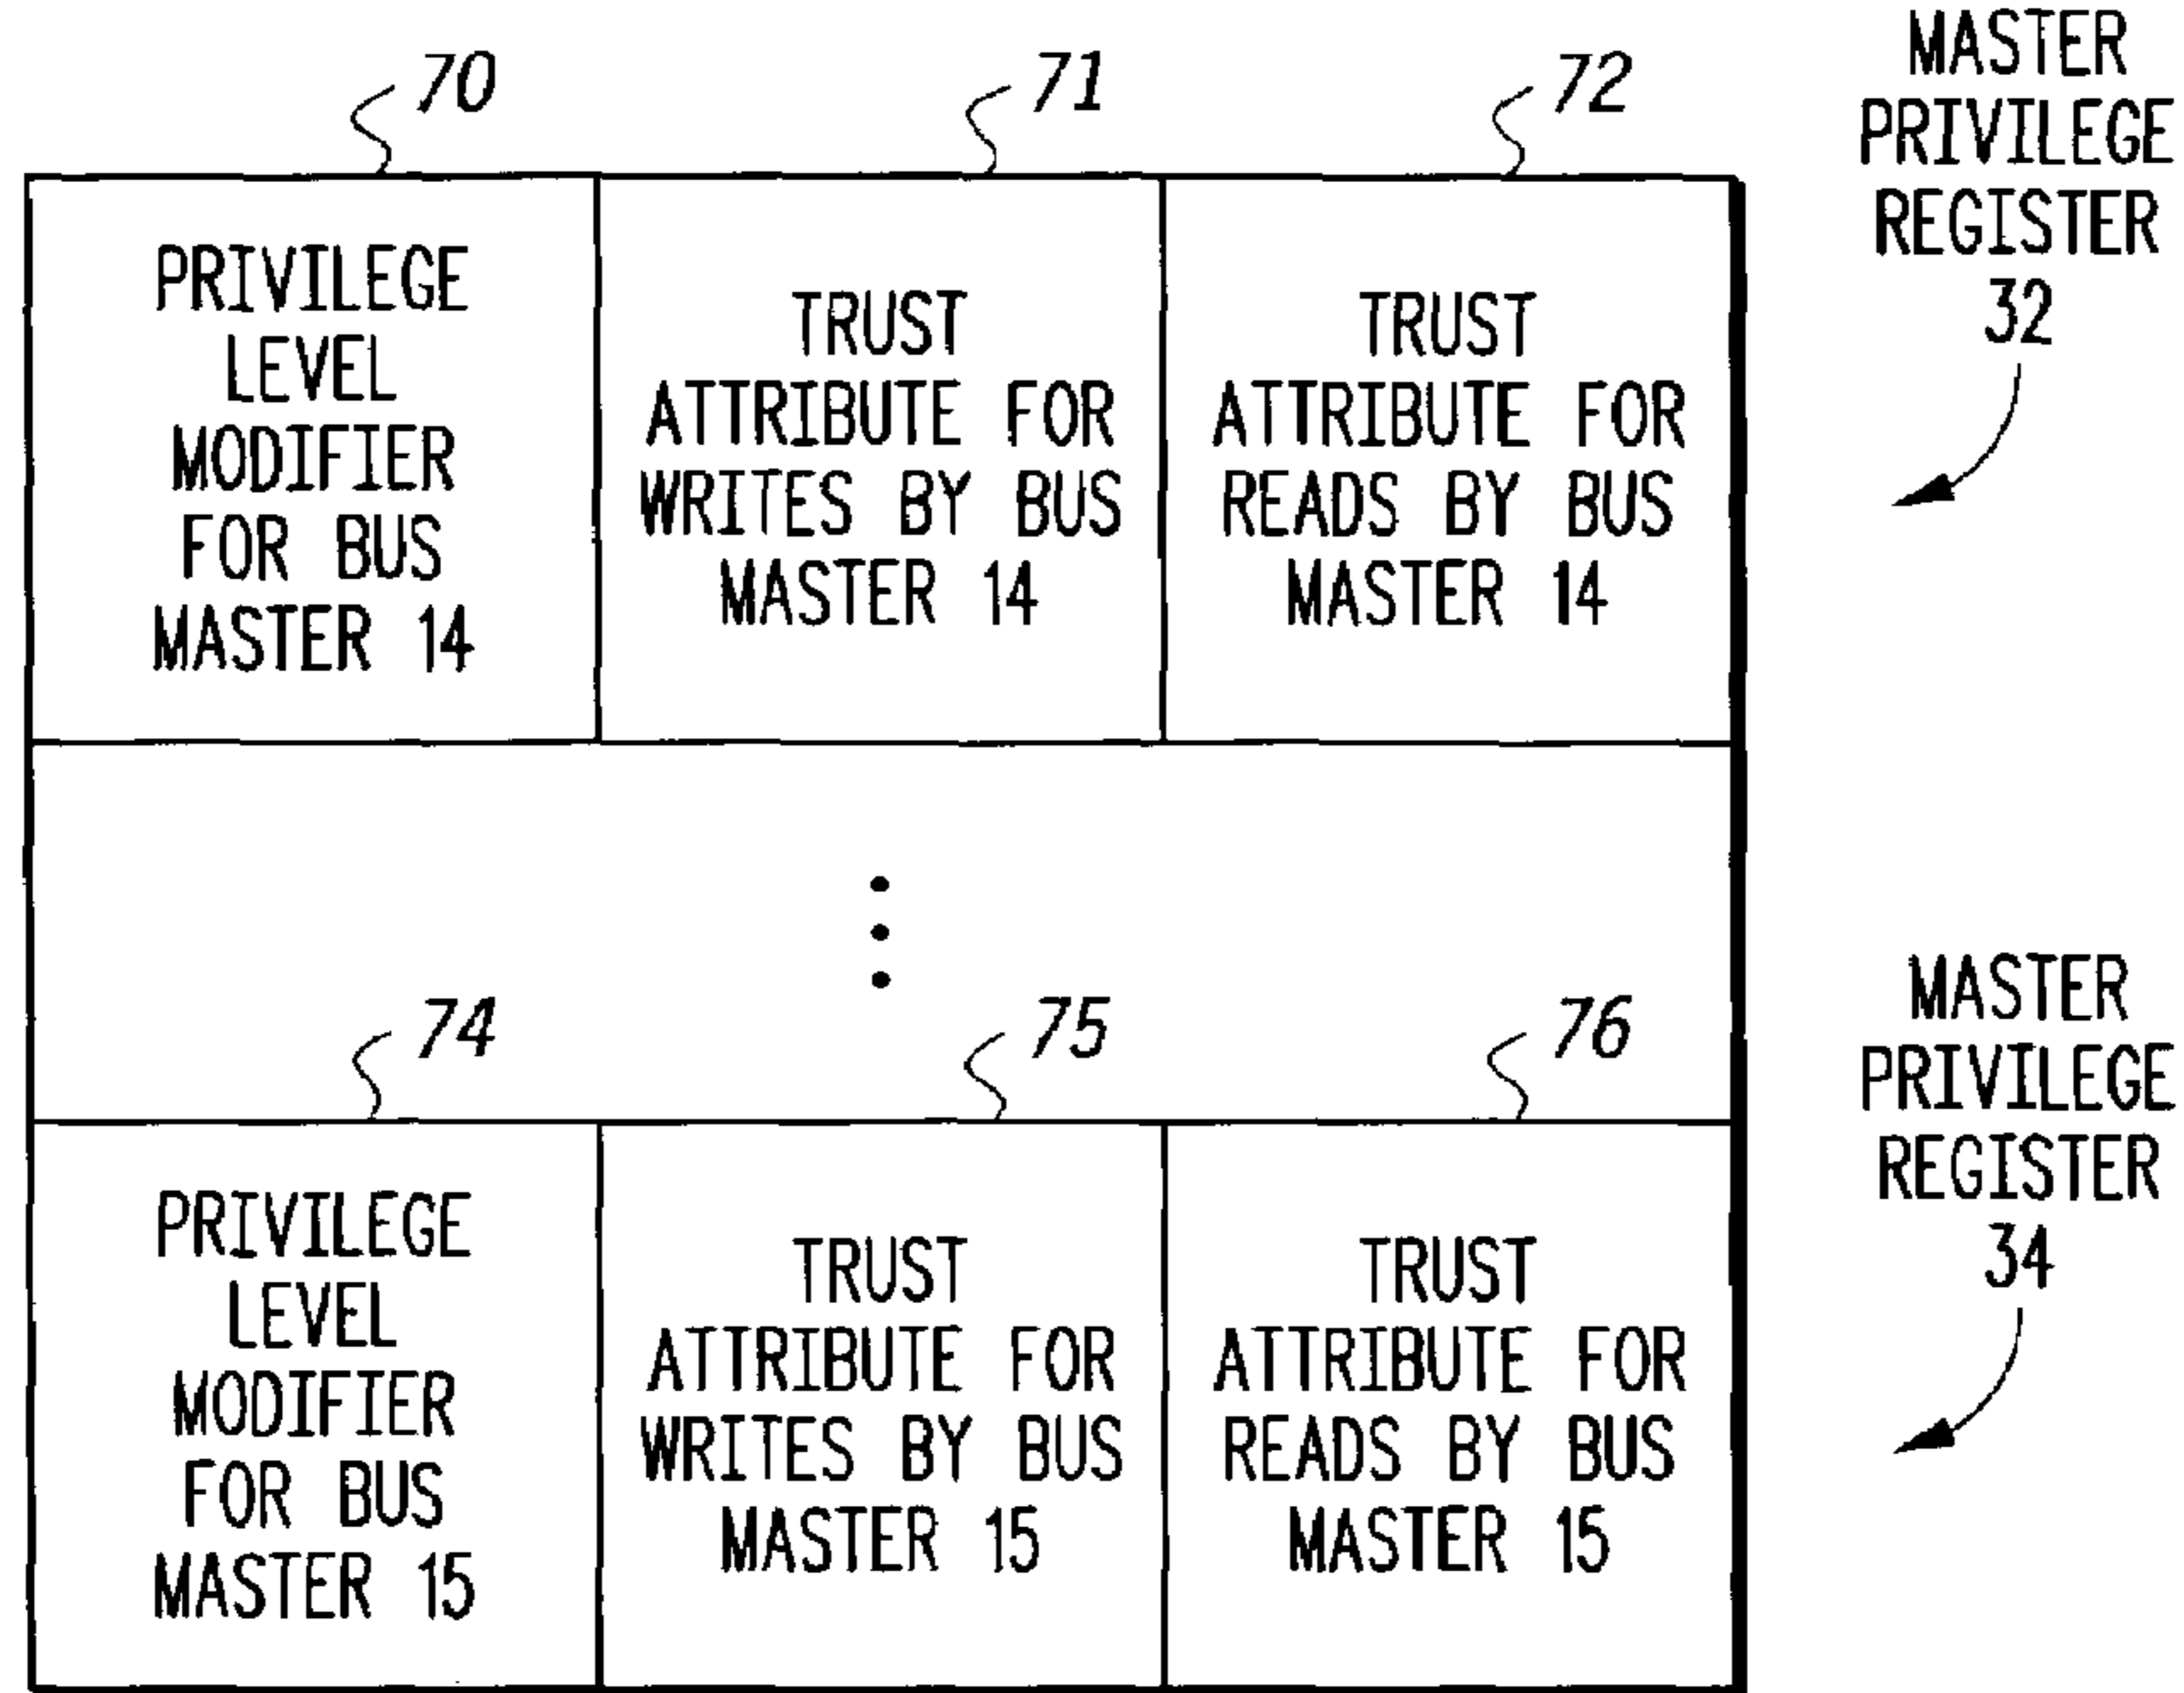 70
71
72
MASTER
PRIVILEGE
REGISTER
32
PRIVILEGE
LEVEL
MODIFIER
FOR BUS
MASTER 14
TRUST
ATTRIBUTE FOR
WRITES BY BUS
MASTER 14
TRUST
ATTRIBUTE FOR
READS BY BUS
MASTER 14
74
75
76
MASTER
PRIVILEGE
REGISTER
34
PRIVILEGE
LEVEL
MODIFIER
FOR BUS
MASTER 15
TRUST
ATTRIBUTE FOR
WRITES BY BUS
MASTER 15
TRUST
ATTRIBUTE FOR
READS BY BUS
MASTER 15